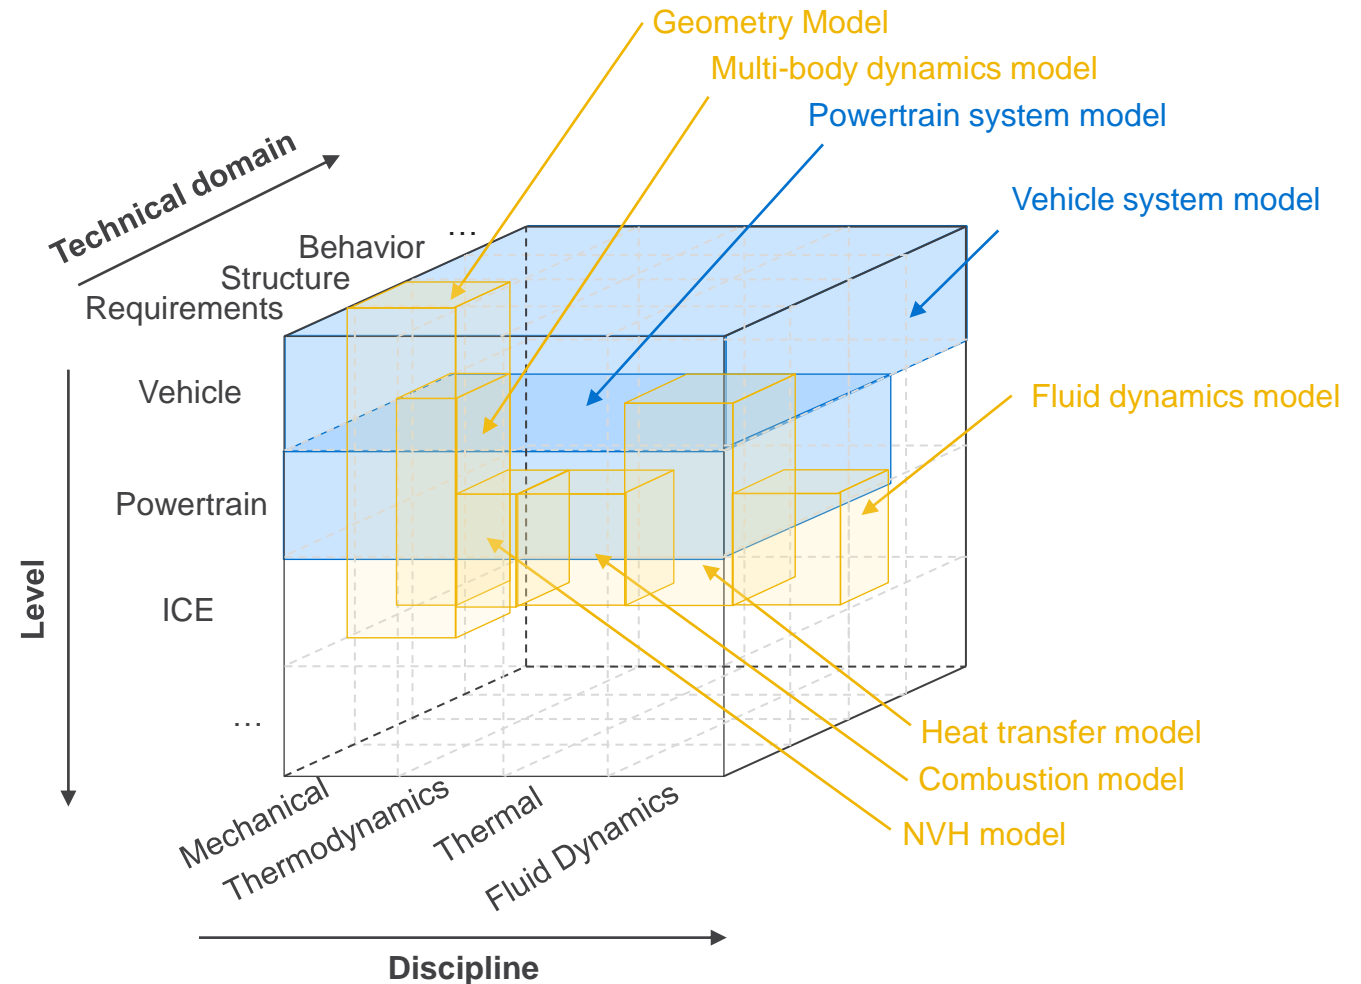 Geometry Model
Multi-body dynamics model
Powertrain system model
Technical domain
Vehicle system model
...
Behavior
Structure
Requirements
Vehicle
Fluid dynamics model
Powertrain
Level
ICE
...
Heat transfer model
Combustion model
NVH model
Mechanical
Thermodynamics
Thermal
Fluid Dynamics
Discipline